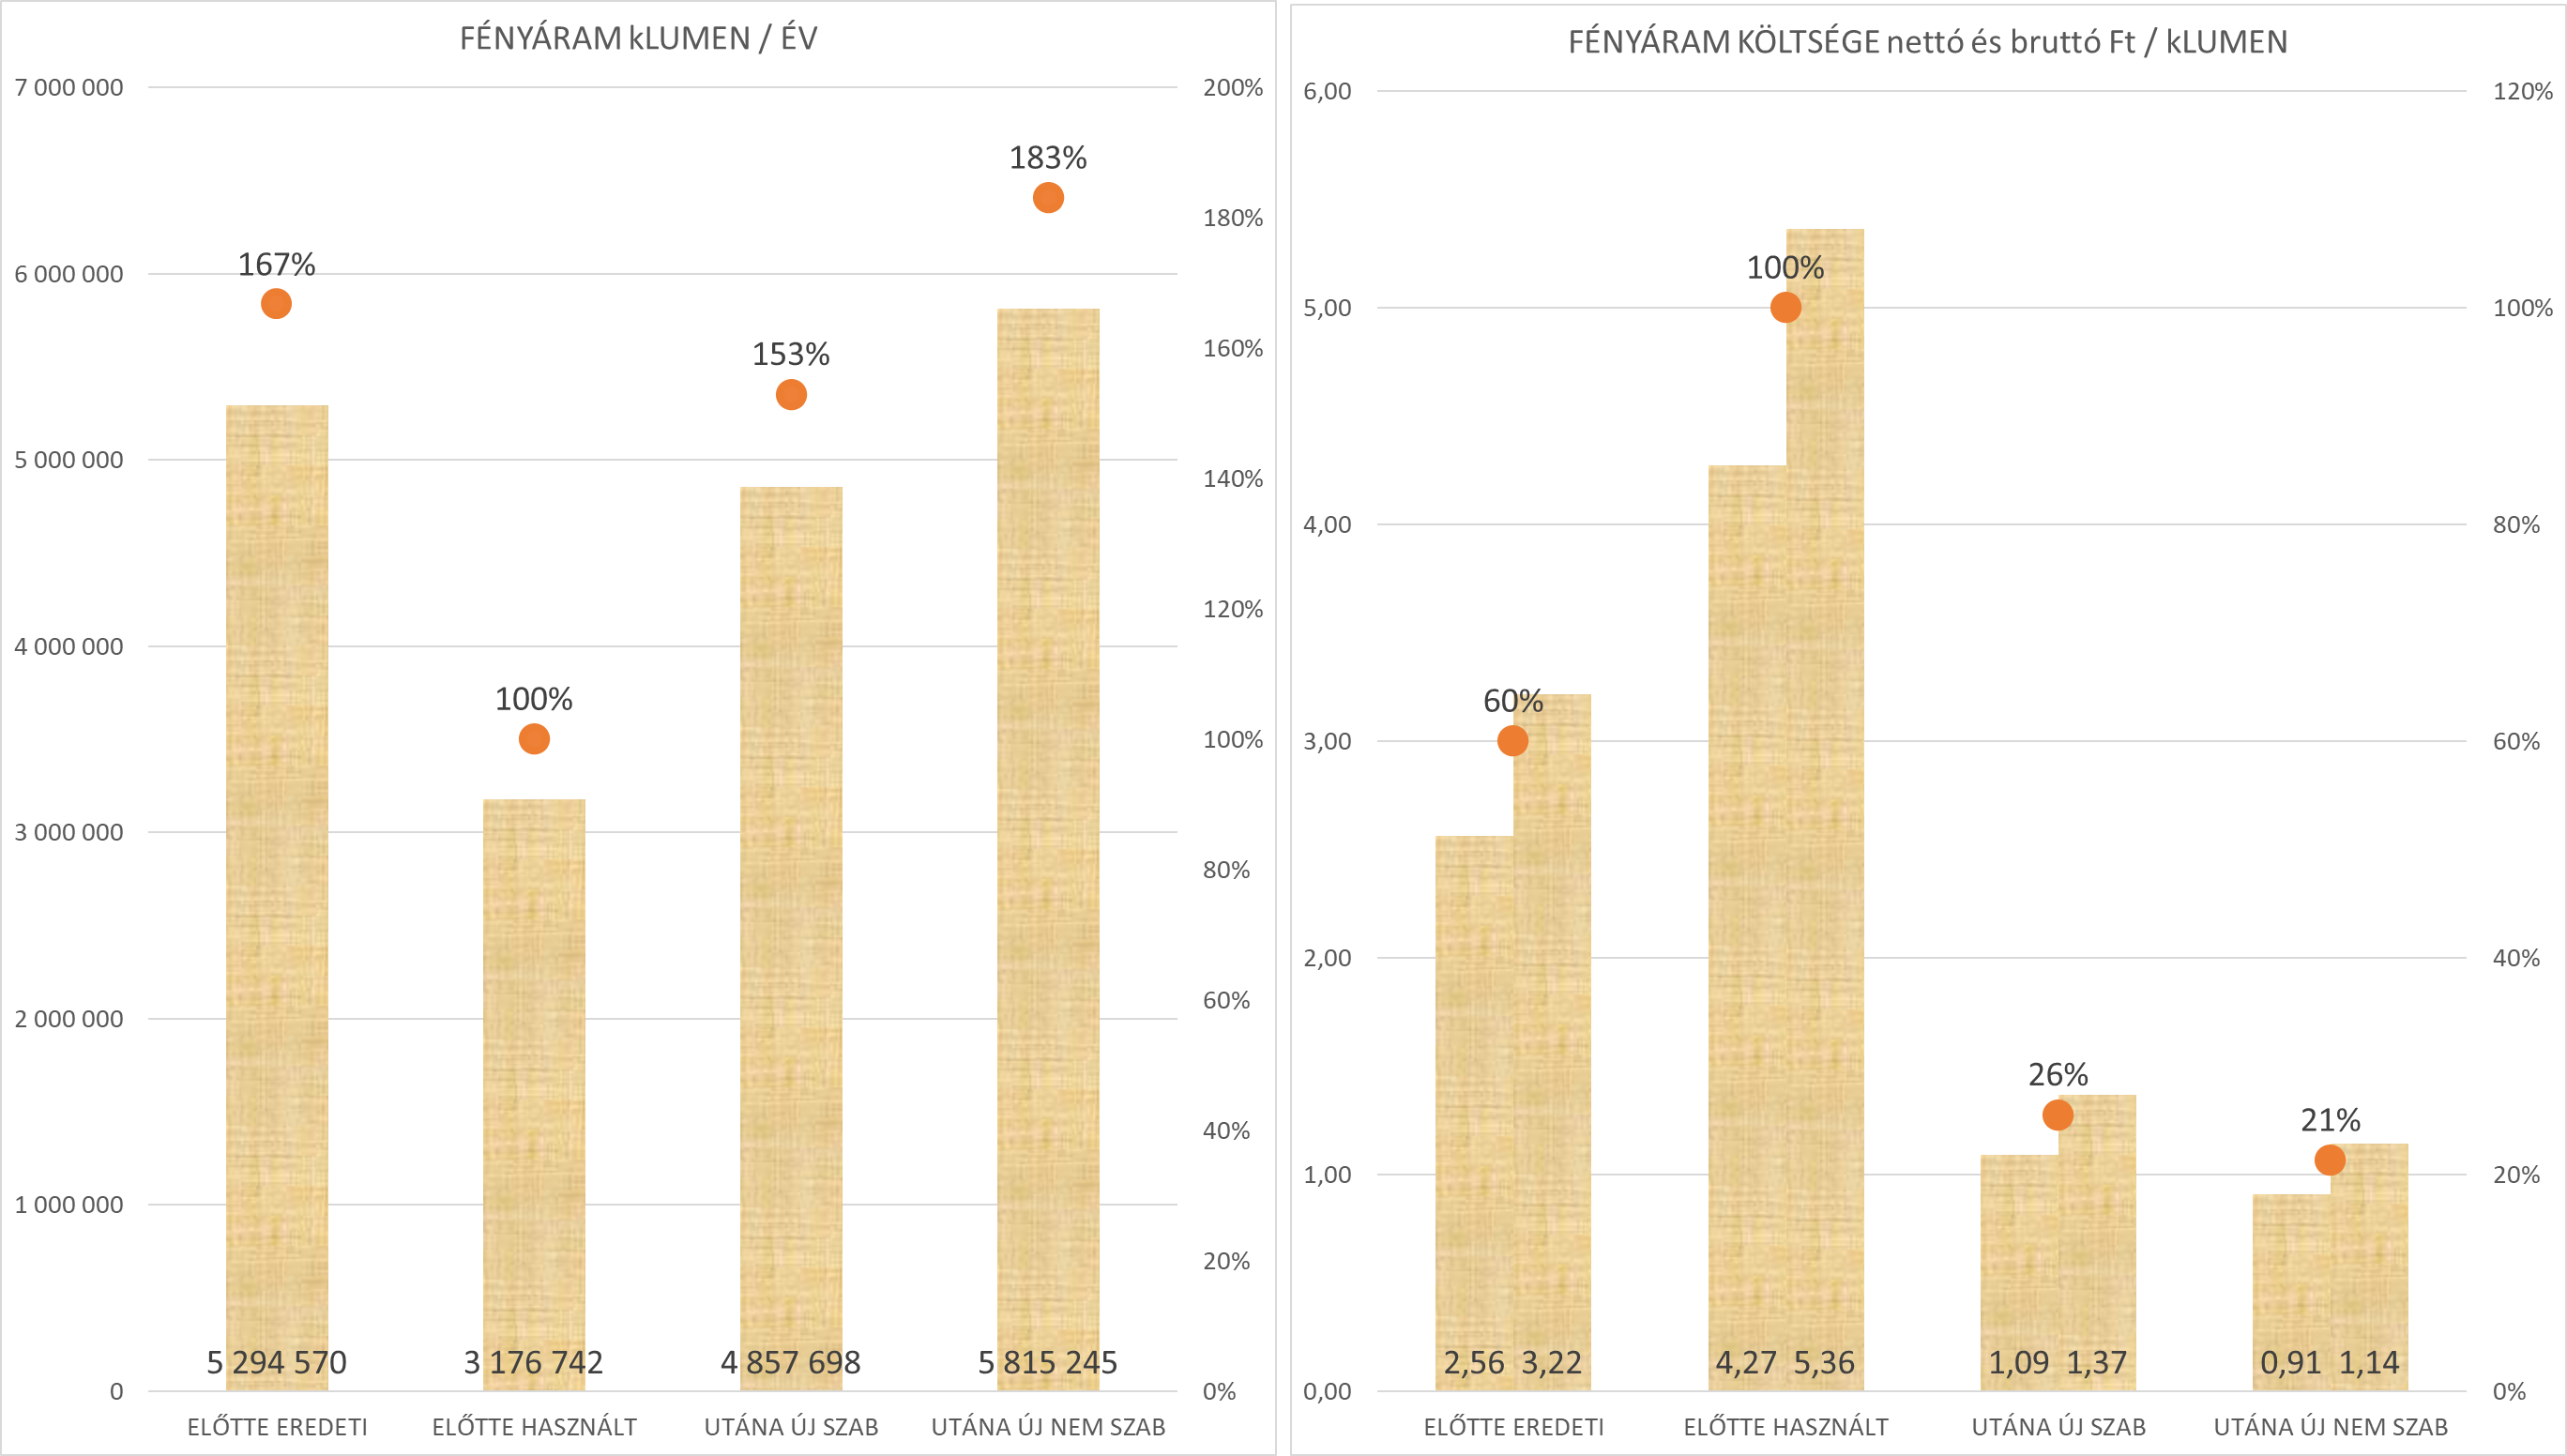 FÉNYÁRAM kLUMEN / ÉV
7 000 000
6 000 000
5 000 000
4 000 000
3 000 000
2 000 000
1 000 000
0
200%
180%
160%
140%
120%
100%
80%
60%
40%
20%
0%
167%
100%
153%
183%
5 294 570
3 176 742
4 857 698
5 815 245
ELŐTTE EREDETI
ELŐTTE HASZNÁLT
UTÁNA ÚJ SZAB
UTÁNA ÚJ NEM SZAB
FÉNYÁRAM KÖLTSÉGE nettó és bruttó Ft / kLUMEN
6,00
5,00
4,00
3,00
2,00
1,00
0,00
120%
100%
80%
60%
40%
20%
0%
60%
100%
26%
21%
2,56 3,22
4,27 5,36
1,09 1,37
0,91 1,14
ELŐTTE EREDETI
ELŐTTE HASZNÁLT
UTÁNA ÚJ SZAB
UTÁNA ÚJ NEM SZAB